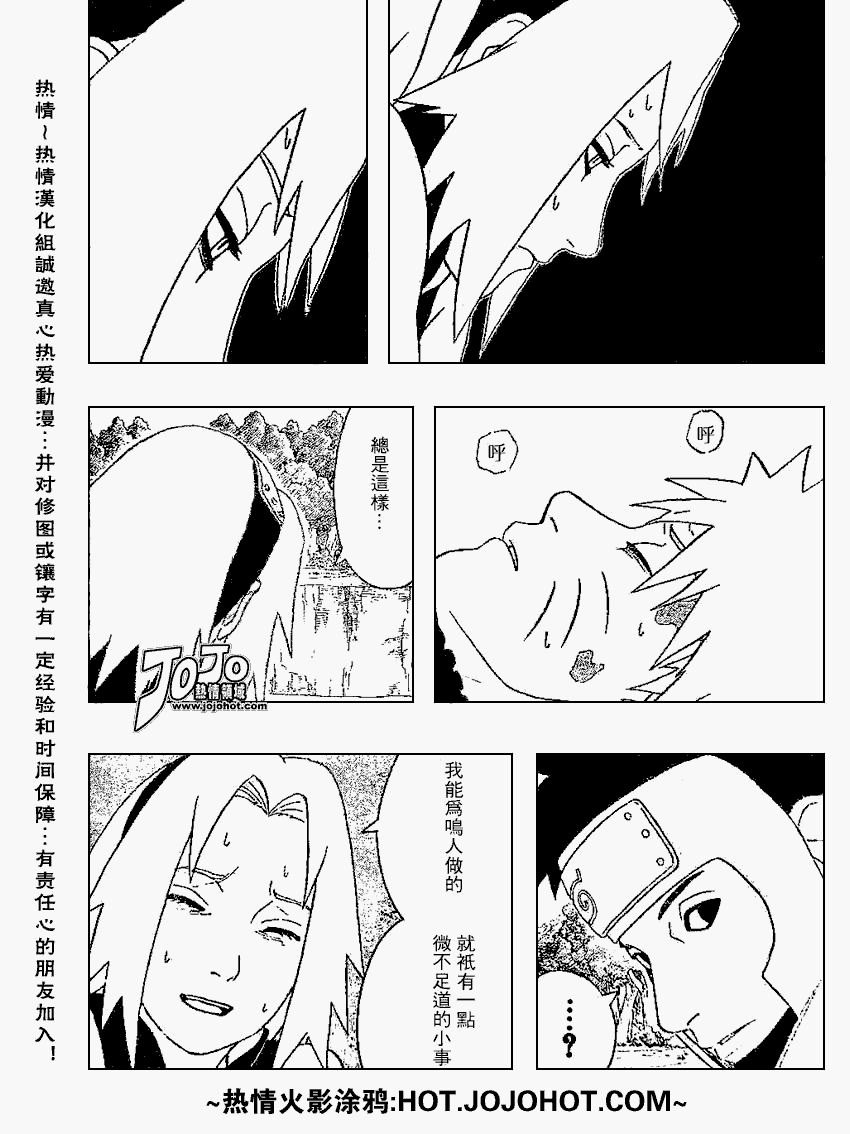 热情～热情漢化組誠邀真心热爱動漫…并对修图或镶字有一定经验和时间保障…有责任心的朋友加入！
呼
呼
總是這樣…
JOJO
熱情領域
www.jojohot.com
……?
我能爲鳴人做的
就衹有一點
微不足道的小事
~热情火影涂鸦:HOT.JOJOHOT.COM~